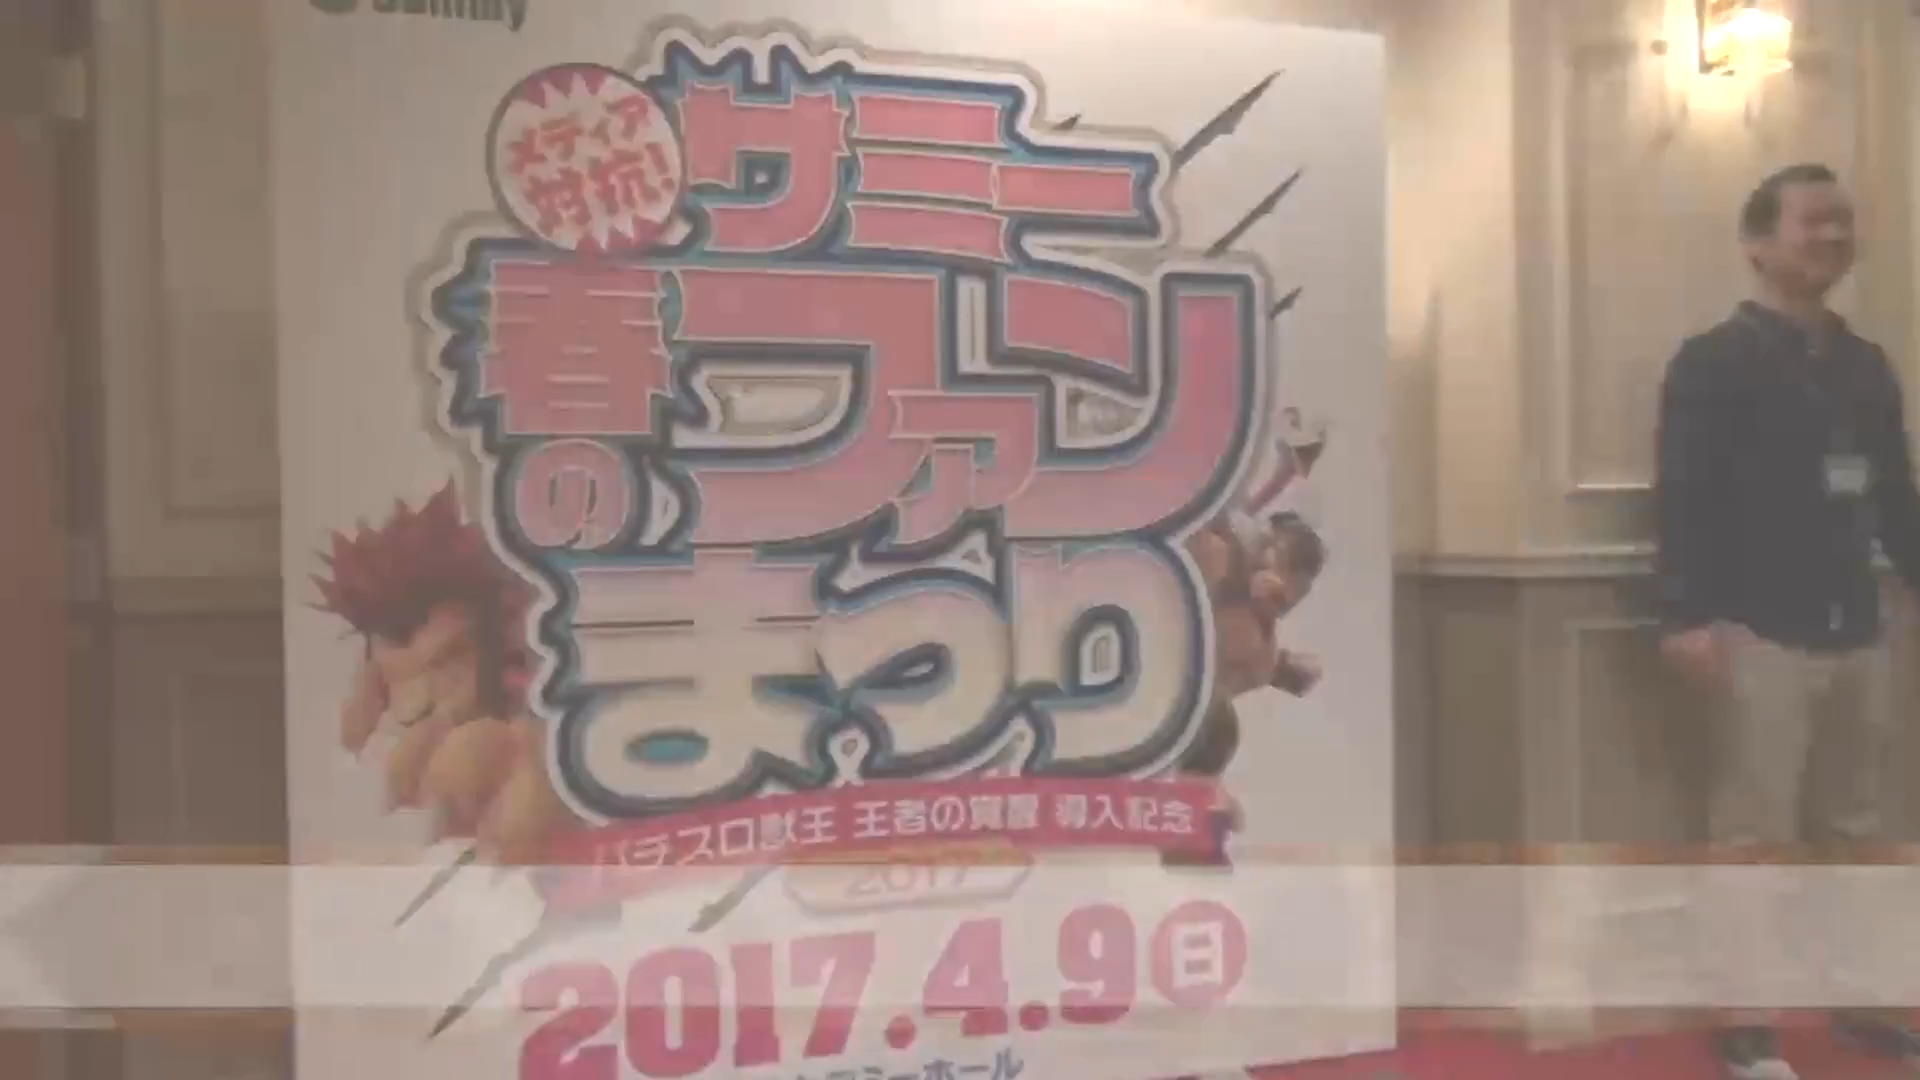 メディア
対抗!
サミー
春の
ファン
まつり
パチスロ獣王 王者の覚醒 導入記念
2017
2017.4.9 日